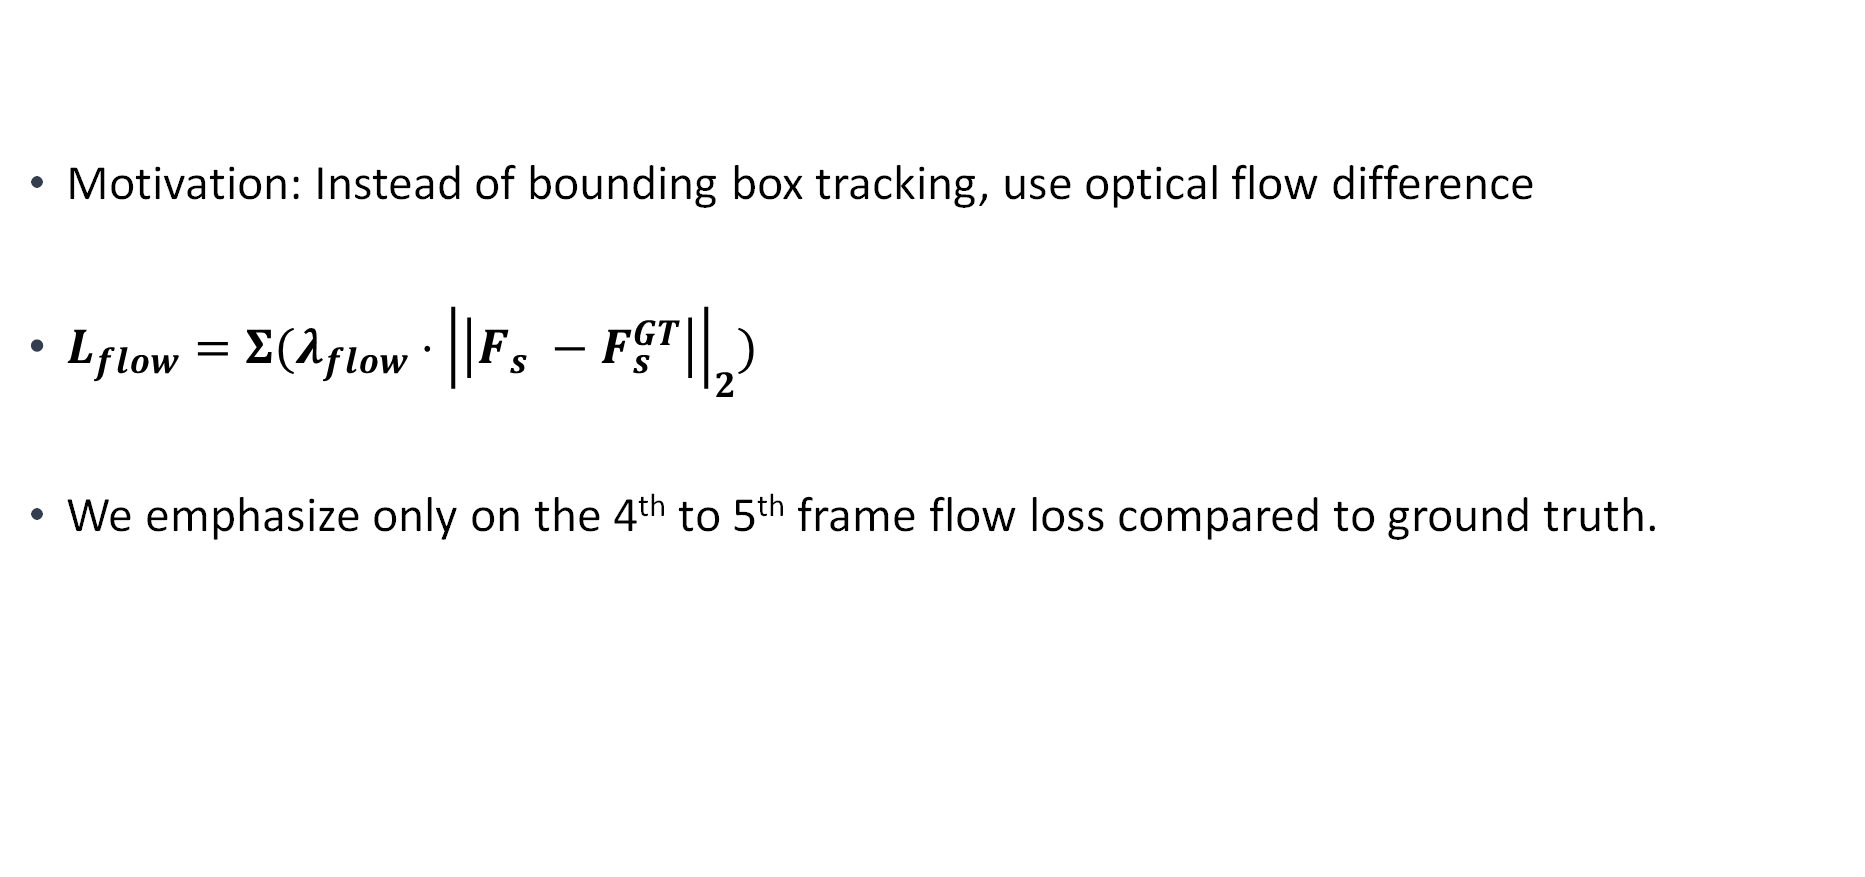 • Motivation: Instead of bounding box tracking, use optical flow difference
• L_flow = Σ(λ_flow · ||F_s − F_s^GT||_2)
• We emphasize only on the 4th to 5th frame flow loss compared to ground truth.